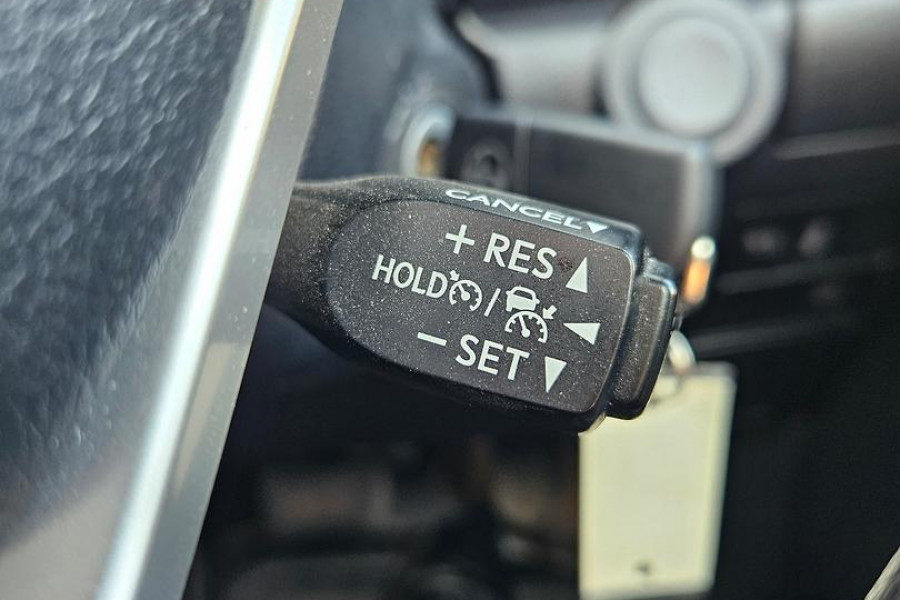 CANCEL▼
+ RES ▲
HOLD / ◀
− SET ▼